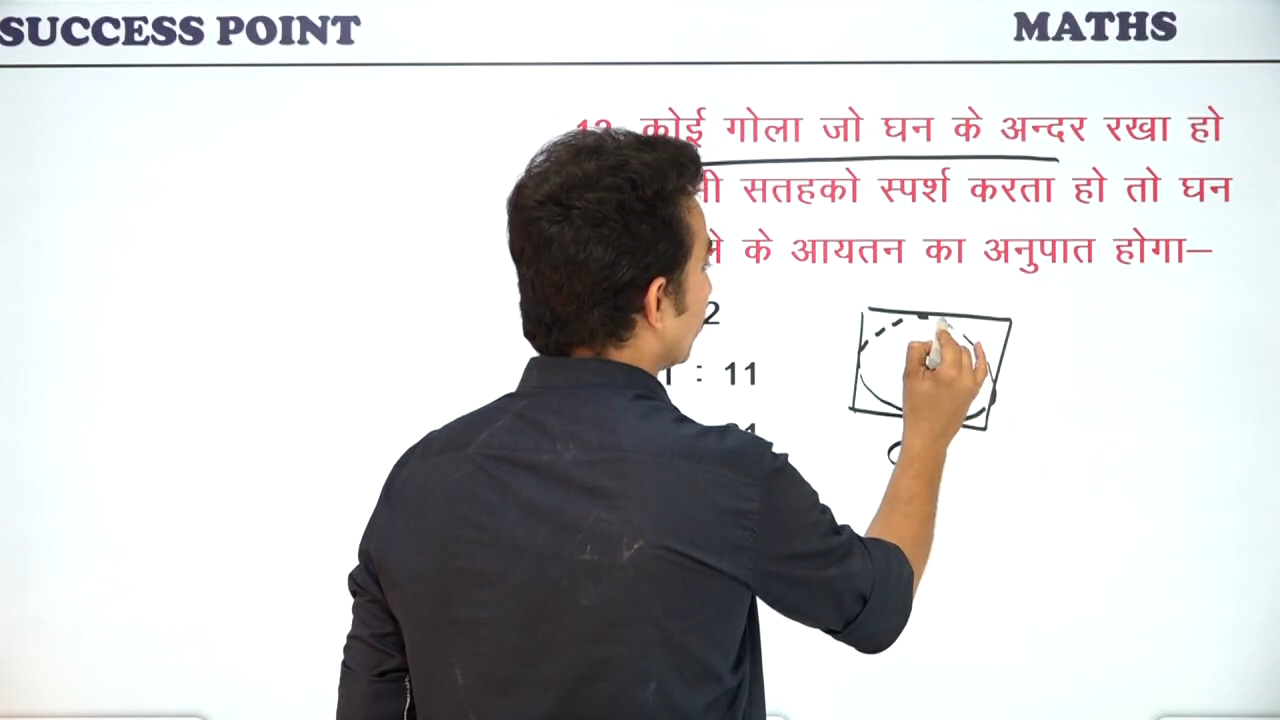 SUCCESS POINT
MATHS
कोई गोला जो घन के अन्दर रखा हो
सतहको स्पर्श करता हो तो घन
के आयतन का अनुपात होगा–
2
: 11